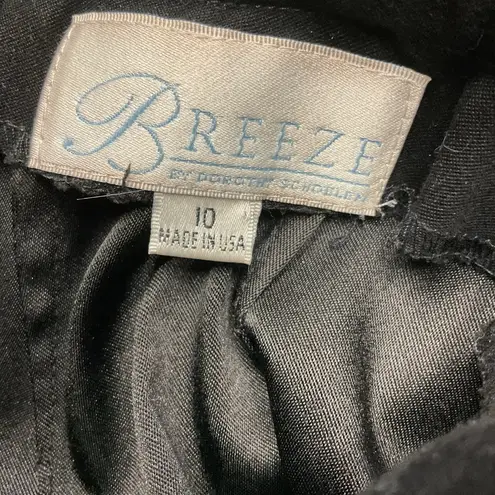 BREEZE
BY DOROTHY SCHOELEN
10
MADE IN USA